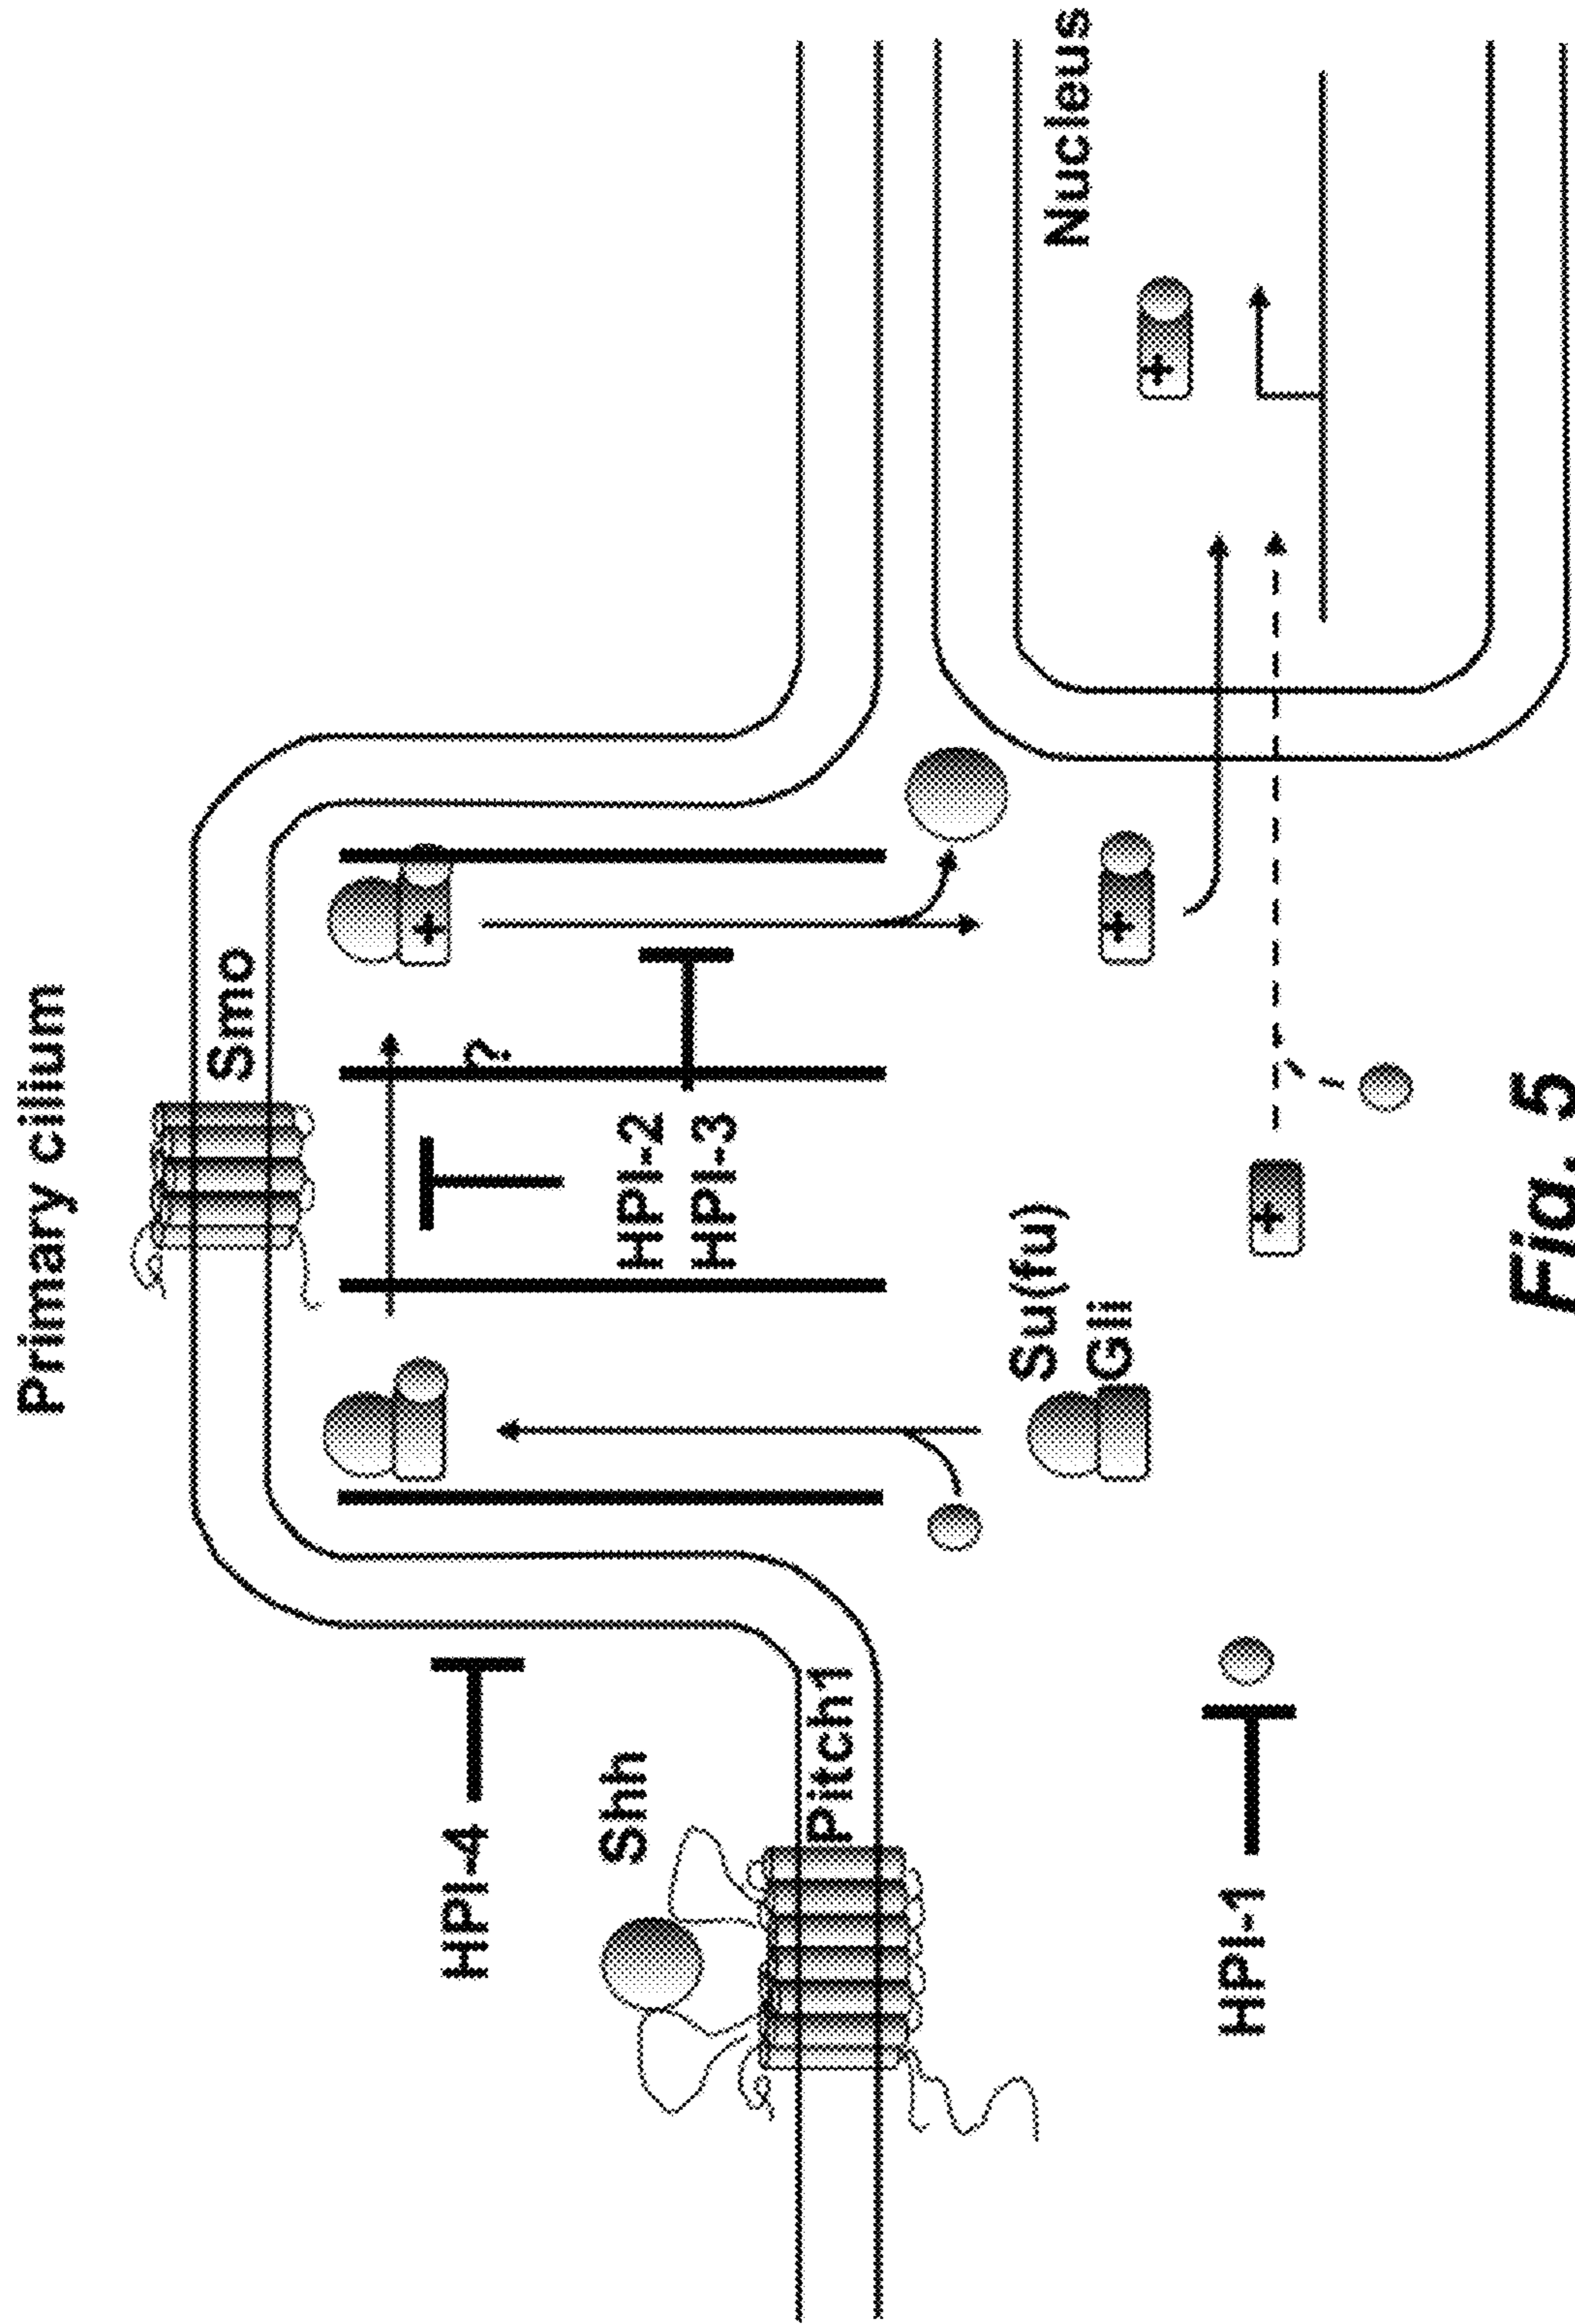 Primary cilium
Smo
HPI-4
?
Shh
HPI-2
HPI-3
Pitch1
Su(fu)
Gli
Nucleus
HPI-1
+
+
+
+
Fig. 5